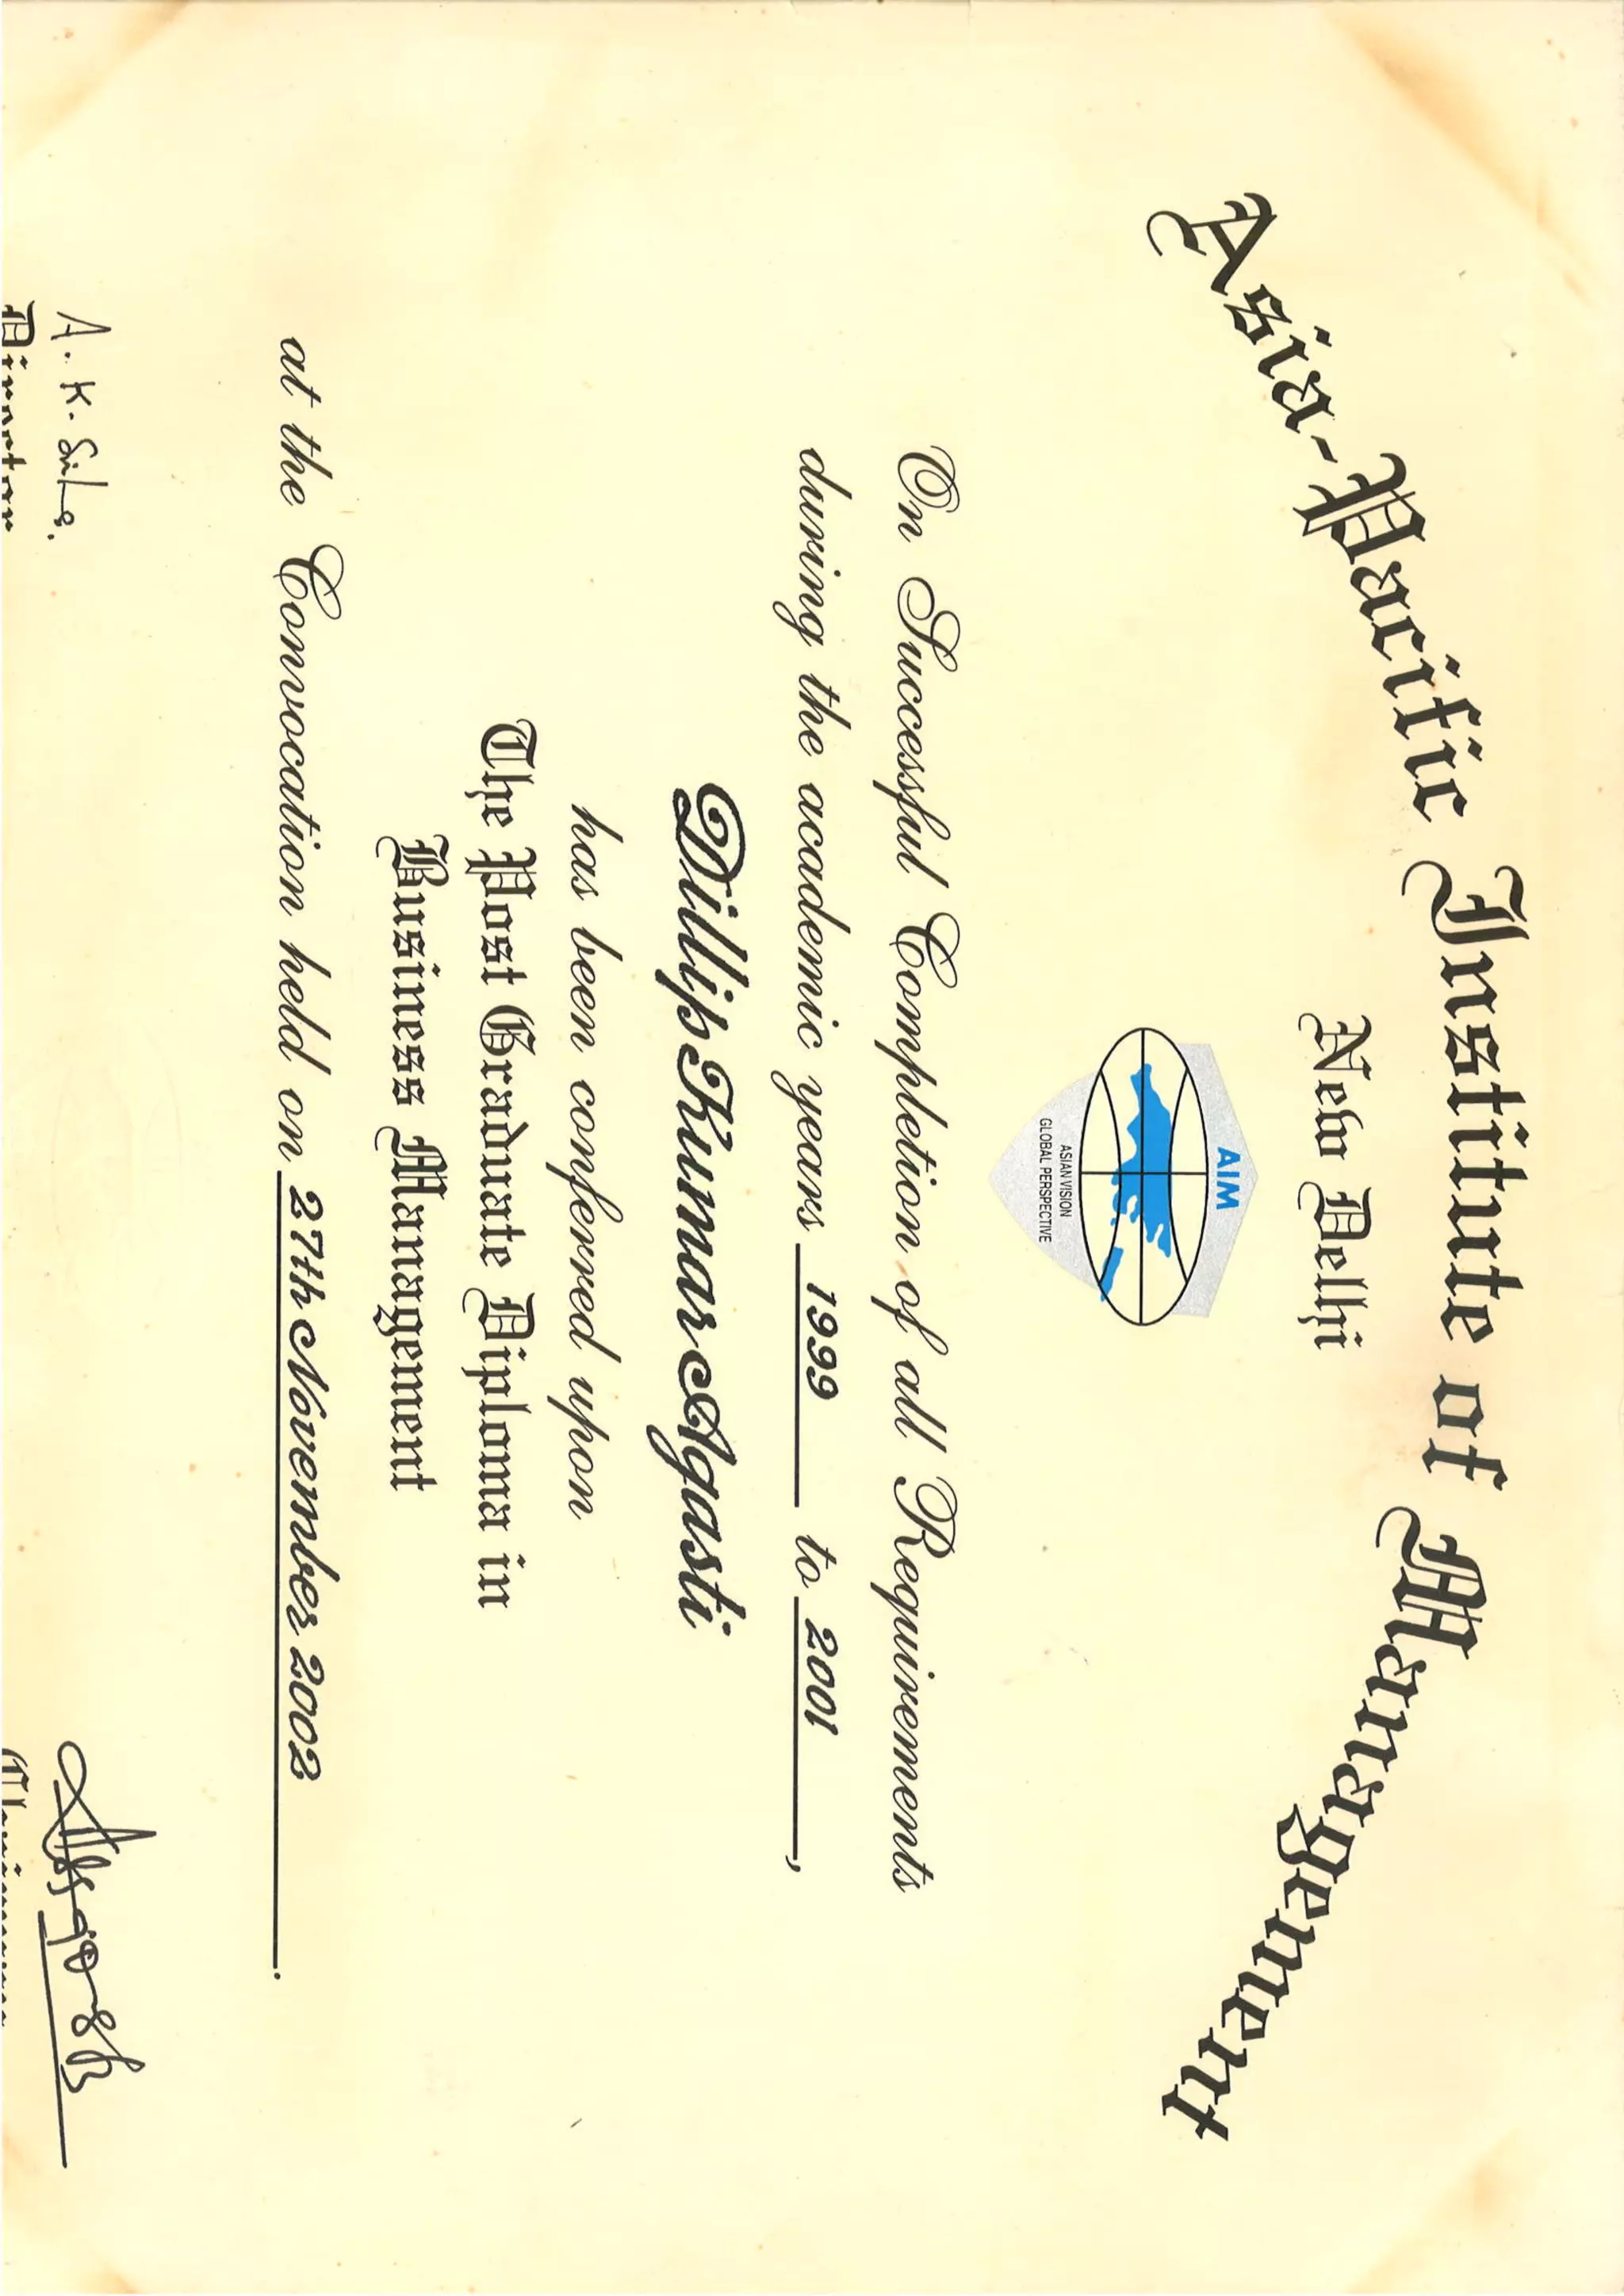 Asia-Pacific Institute of Management
New Delhi
AIM
ASIAN VISION
GLOBAL PERSPECTIVE
On Successful Completion of all Requirements
during the academic years 1999 to 2001,
Dillip Kumar Agasti
has been conferred upon
The Post Graduate Diploma in
Business Management
at the Convocation held on 27th November 2002.
A. K.
Director